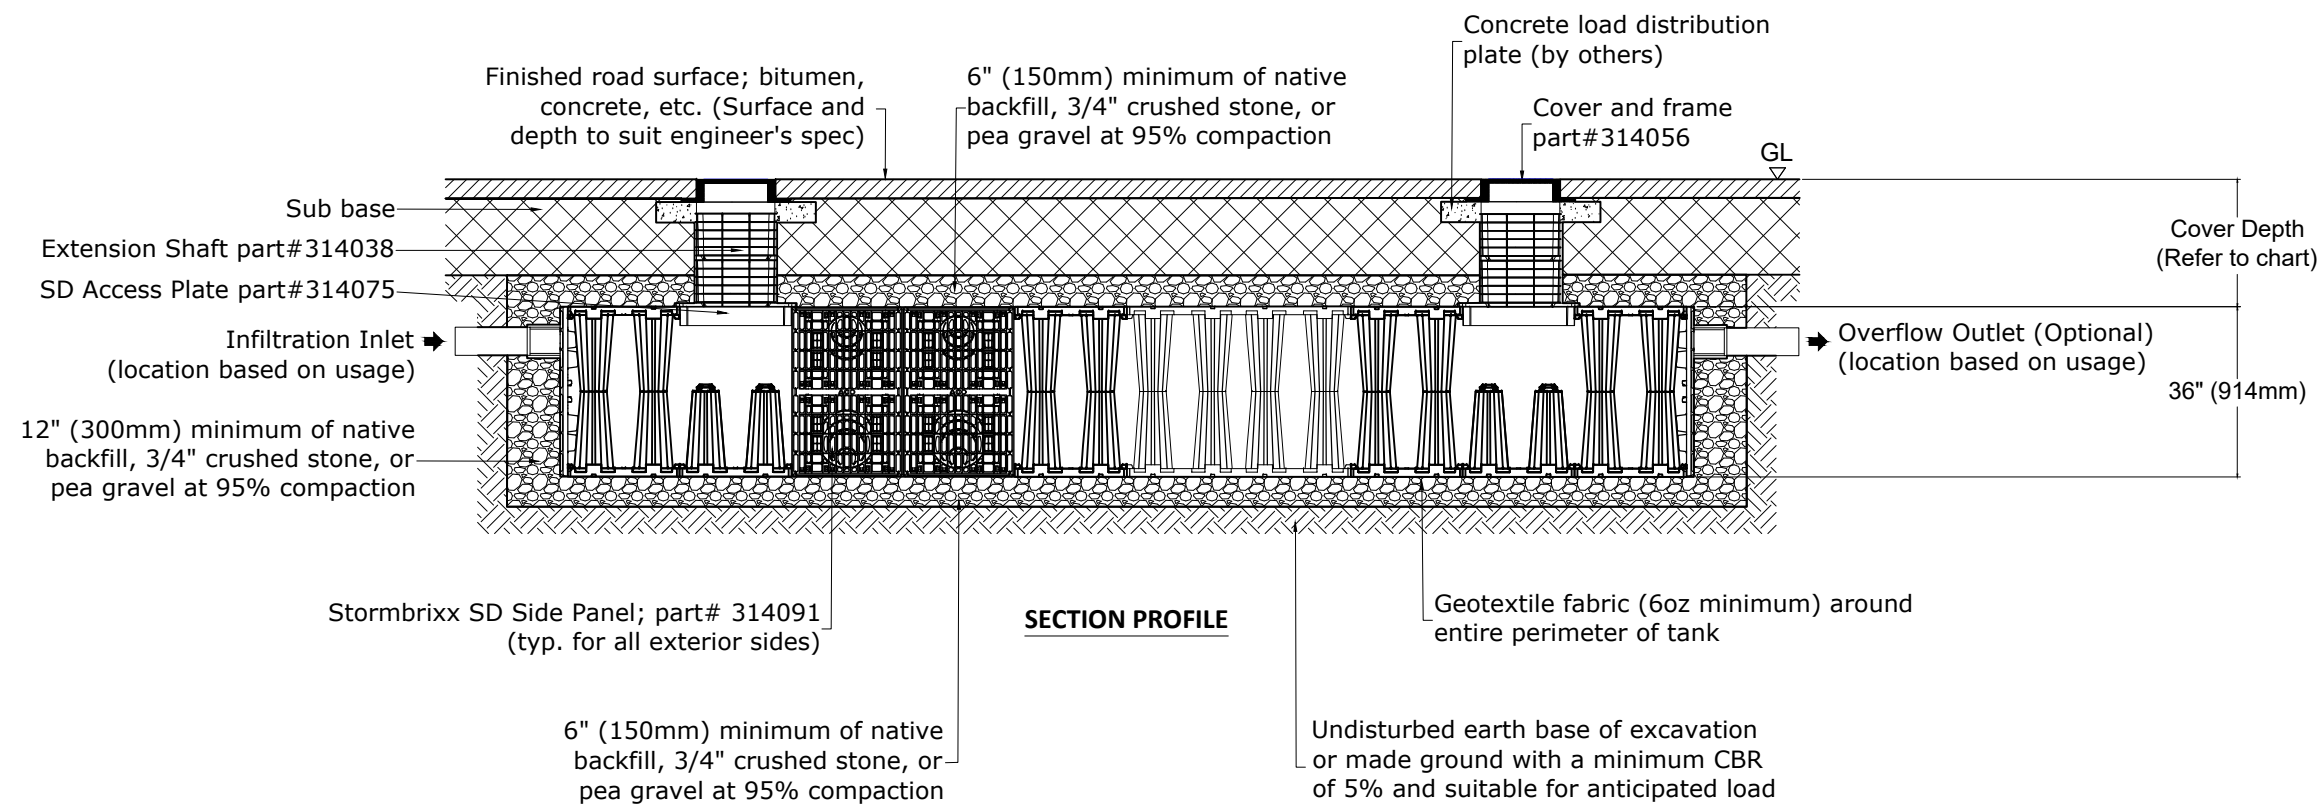 Concrete load distribution
plate (by others)
Finished road surface; bitumen,
concrete, etc. (Surface and
depth to suit engineer's spec)
6" (150mm) minimum of native
backfill, 3/4" crushed stone, or
pea gravel at 95% compaction
Cover and frame
part#314056
GL
Sub base
Extension Shaft part#314038
SD Access Plate part#314075
Cover Depth
(Refer to chart)
Infiltration Inlet
(location based on usage)
Overflow Outlet (Optional)
(location based on usage)
36" (914mm)
12" (300mm) minimum of native
backfill, 3/4" crushed stone, or
pea gravel at 95% compaction
Stormbrixx SD Side Panel; part# 314091
(typ. for all exterior sides)
SECTION PROFILE
Geotextile fabric (6oz minimum) around
entire perimeter of tank
6" (150mm) minimum of native
backfill, 3/4" crushed stone, or
pea gravel at 95% compaction
Undisturbed earth base of excavation
or made ground with a minimum CBR
of 5% and suitable for anticipated load